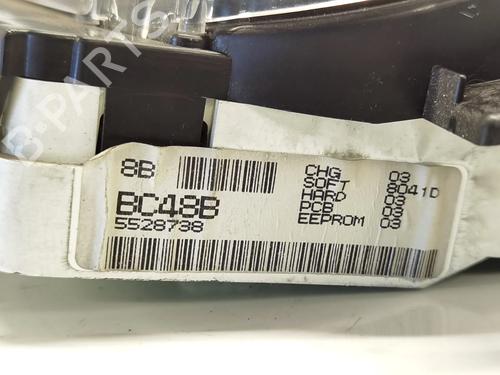 B-PARTS
8B
BC48B
5528738
CHG 03
SOFT 8041D
HARD 03
PCB 03
EEPROM 03